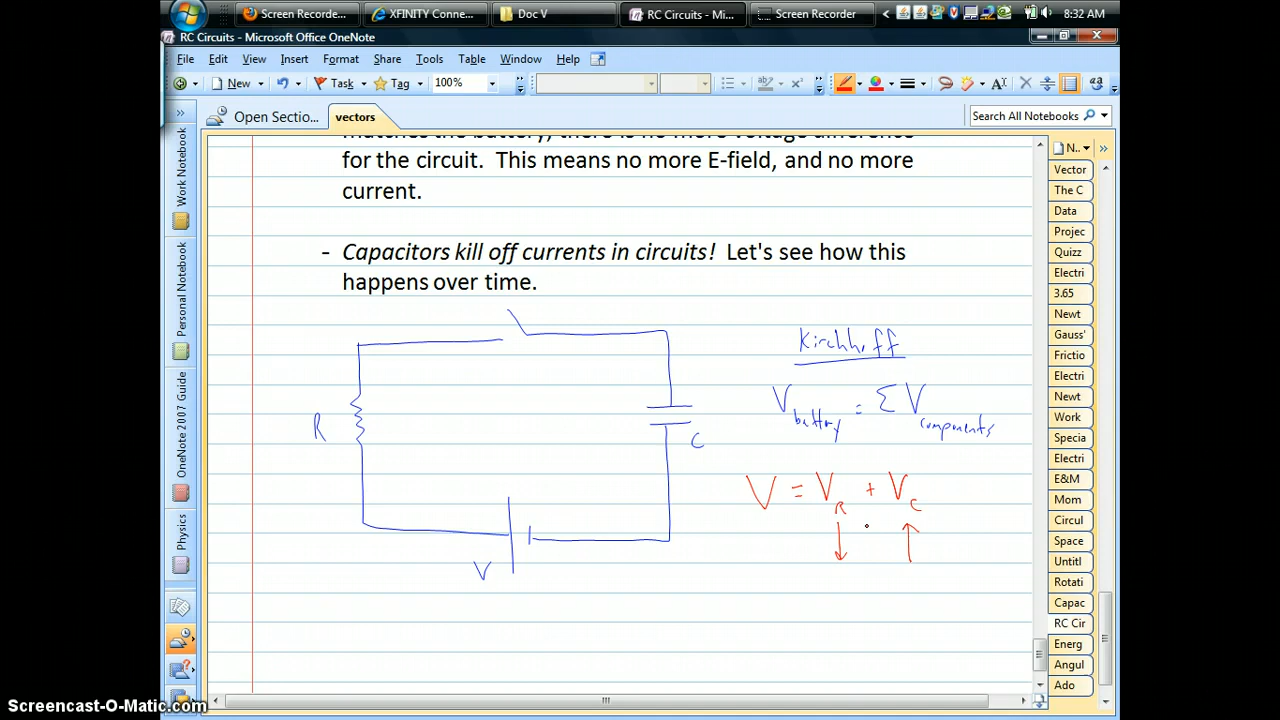 Screen Recorde...
XFINITY Conne...
Doc V
RC Circuits - Mi...
Screen Recorder
8:32 AM
RC Circuits - Microsoft Office OneNote
File Edit View Insert Format Share Tools Table Window Help
New Task Tag 100%
Open Sectio... vectors Search All Notebooks
N..
for the circuit. This means no more E-field, and no more
current.
- Capacitors kill off currents in circuits! Let's see how this
happens over time.
Kirchhoff
V battery = Σ V components
R
C
V = V R + V C
V
Work Notebook
Personal Notebook
OneNote 2007 Guide
Physics
Vector
The C
Data
Projec
Quizz
Electri
3.65
Newt
Gauss'
Frictio
Electri
Newt
Work
Specia
Electri
E&M
Mom
Circul
Space
Untitl
Rotati
Capac
RC Cir
Energ
Angul
Ado
Screencast-O-Matic.com